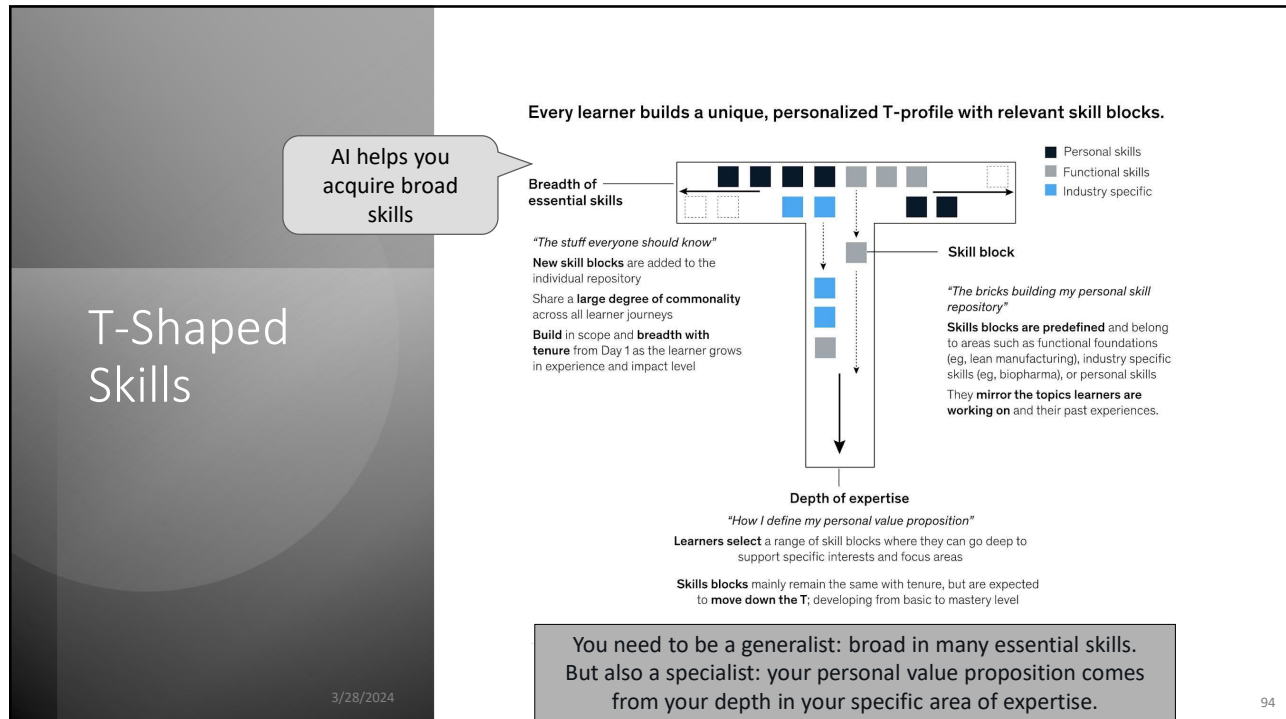 T-Shaped
Skills
AI helps you
acquire broad
skills
Every learner builds a unique, personalized T-profile with relevant skill blocks.
Personal skills
Functional skills
Industry specific
Breadth of
essential skills
"The stuff everyone should know"
New skill blocks are added to the
individual repository
Share a large degree of commonality
across all learner journeys
Build in scope and breadth with
tenure from Day 1 as the learner grows
in experience and impact level
Skill block
"The bricks building my personal skill
repository"
Skills blocks are predefined and belong
to areas such as functional foundations
(eg, lean manufacturing), industry specific
skills (eg, biopharma), or personal skills
They mirror the topics learners are
working on and their past experiences.
Depth of expertise
"How I define my personal value proposition"
Learners select a range of skill blocks where they can go deep to
support specific interests and focus areas
Skills blocks mainly remain the same with tenure, but are expected
to move down the T; developing from basic to mastery level
You need to be a generalist: broad in many essential skills.
But also a specialist: your personal value proposition comes
from your depth in your specific area of expertise.
3/28/2024
94